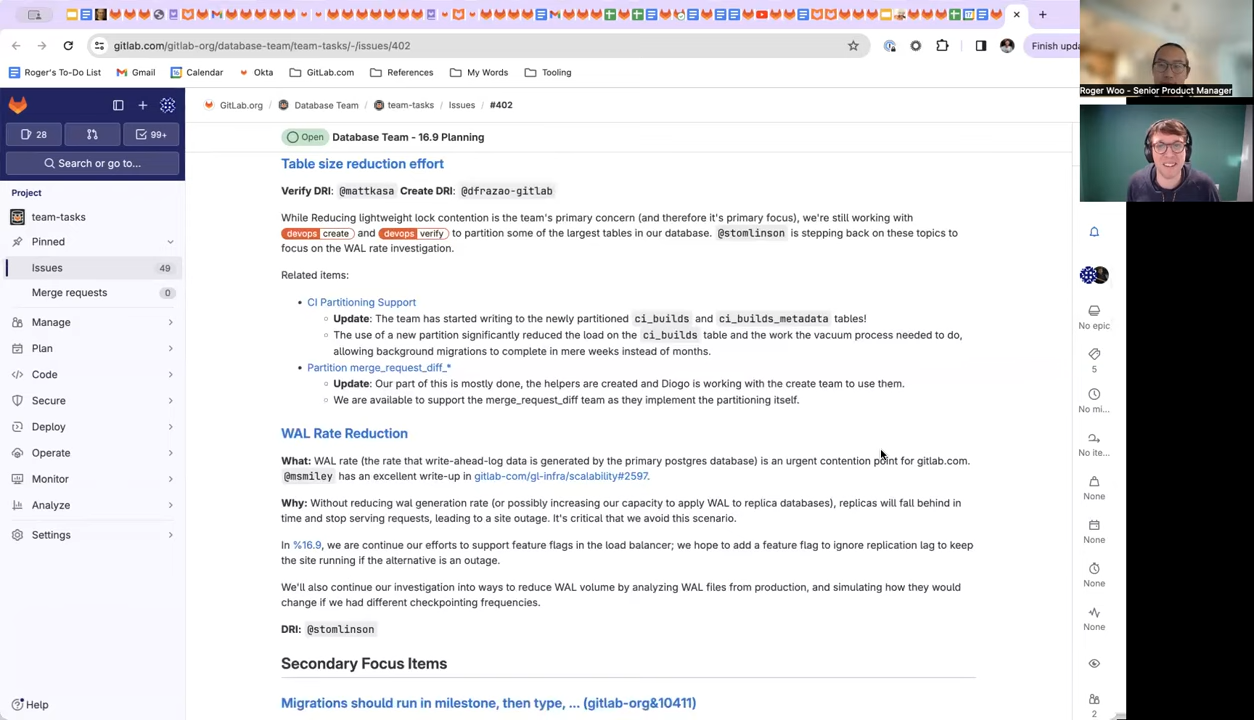 gitlab.com/gitlab-org/database-team/team-tasks/-/issues/402
Finish upda
Roger's To-Do List
Gmail
Calendar
Okta
GitLab.com
References
My Words
Tooling
Roger Woo - Senior Product Manager
28
99+
Search or go to...
Project
team-tasks
Pinned
Issues
49
Merge requests
0
Manage
Plan
Code
Secure
Deploy
Operate
Monitor
Analyze
Settings
Help
GitLab.org
Database Team
team-tasks
Issues
#402
Open
Database Team - 16.9 Planning
Table size reduction effort
Verify DRI: @mattkasa Create DRI: @dfrazao-gitlab
While Reducing lightweight lock contention is the team's primary concern (and therefore it's primary focus), we're still working with
devops create and devops verify to partition some of the largest tables in our database. @stomlinson is stepping back on these topics to
focus on the WAL rate investigation.
Related items:
CI Partitioning Support
Update: The team has started writing to the newly partitioned ci_builds and ci_builds_metadata tables!
The use of a new partition significantly reduced the load on the ci_builds table and the work the vacuum process needed to do,
allowing background migrations to complete in mere weeks instead of months.
Partition merge_request_diff_*
Update: Our part of this is mostly done, the helpers are created and Diogo is working with the create team to use them.
We are available to support the merge_request_diff team as they implement the partitioning itself.
WAL Rate Reduction
What: WAL rate (the rate that write-ahead-log data is generated by the primary postgres database) is an urgent contention point for gitlab.com.
@msmiley has an excellent write-up in gitlab-com/gl-infra/scalability#2597.
Why: Without reducing wal generation rate (or possibly increasing our capacity to apply WAL to replica databases), replicas will fall behind in
time and stop serving requests, leading to a site outage. It's critical that we avoid this scenario.
In %16.9, we are continue our efforts to support feature flags in the load balancer; we hope to add a feature flag to ignore replication lag to keep
the site running if the alternative is an outage.
We'll also continue our investigation into ways to reduce WAL volume by analyzing WAL files from production, and simulating how they would
change if we had different checkpointing frequencies.
DRI: @stomlinson
Secondary Focus Items
Migrations should run in milestone, then type, ... (gitlab-org&10411)
No epic
5
No mi...
No ite...
None
None
None
None
2